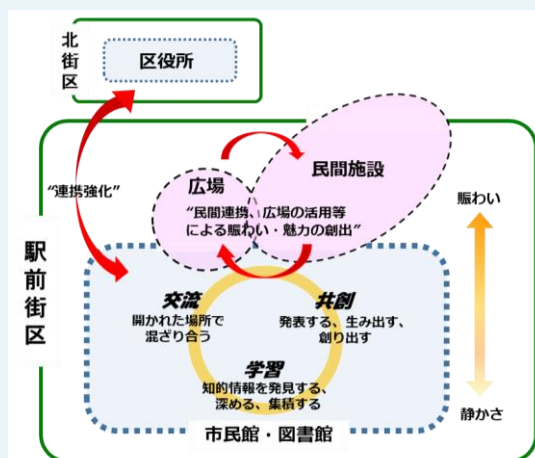 北街区
区役所
“連携強化”
駅前街区
広場
民間施設
“民間連携、広場の活用等
による賑わい・魅力の創出”
賑わい
静かさ
交流
開かれた場所で
混ざり合う
共創
発表する、生み出す、
創り出す
学習
知的情報を発見する、
深める、集積する
市民館・図書館